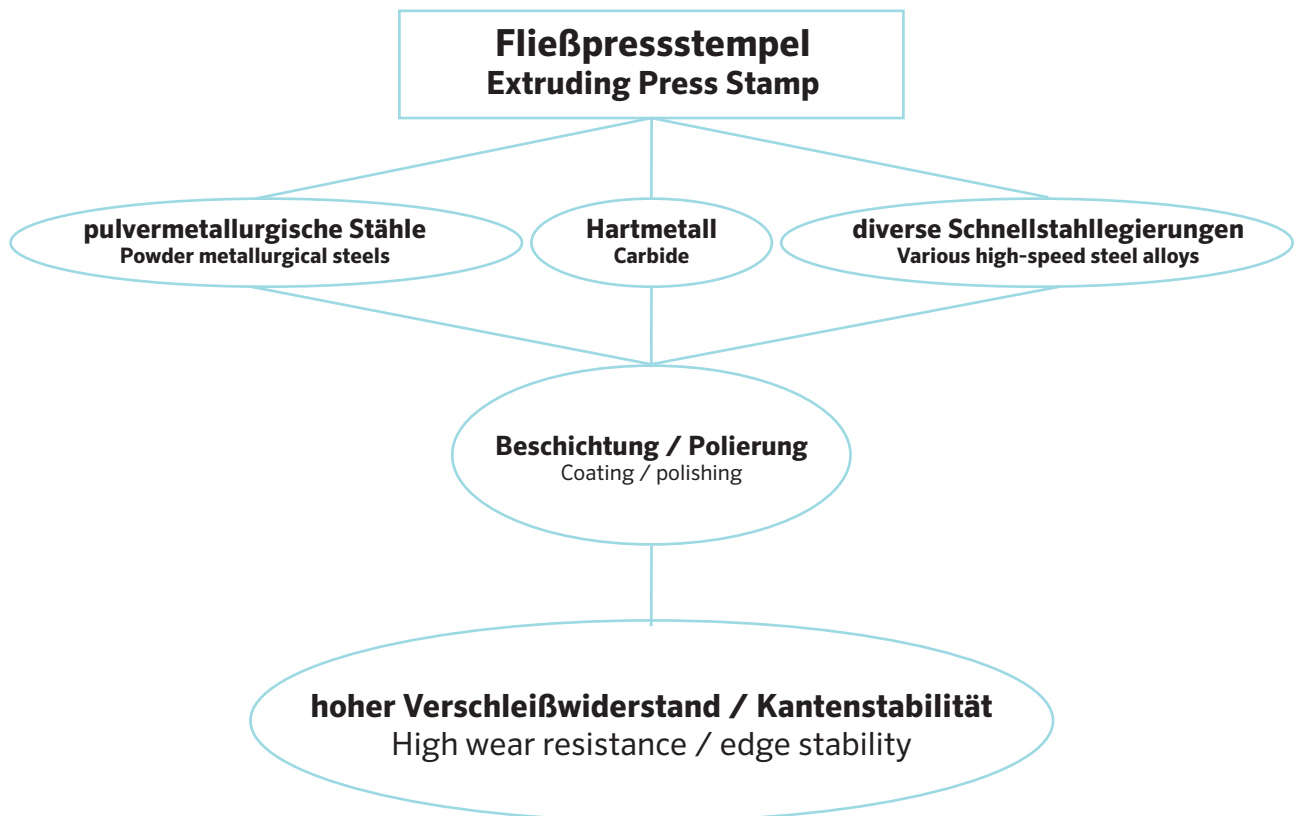 Fließpressstempel
Extruding Press Stamp
pulvermetallurgische Stähle
Powder metallurgical steels
Hartmetall
Carbide
diverse Schnellstahllegierungen
Various high-speed steel alloys
Beschichtung / Polierung
Coating / polishing
hoher Verschleißwiderstand / Kantenstabilität
High wear resistance / edge stability